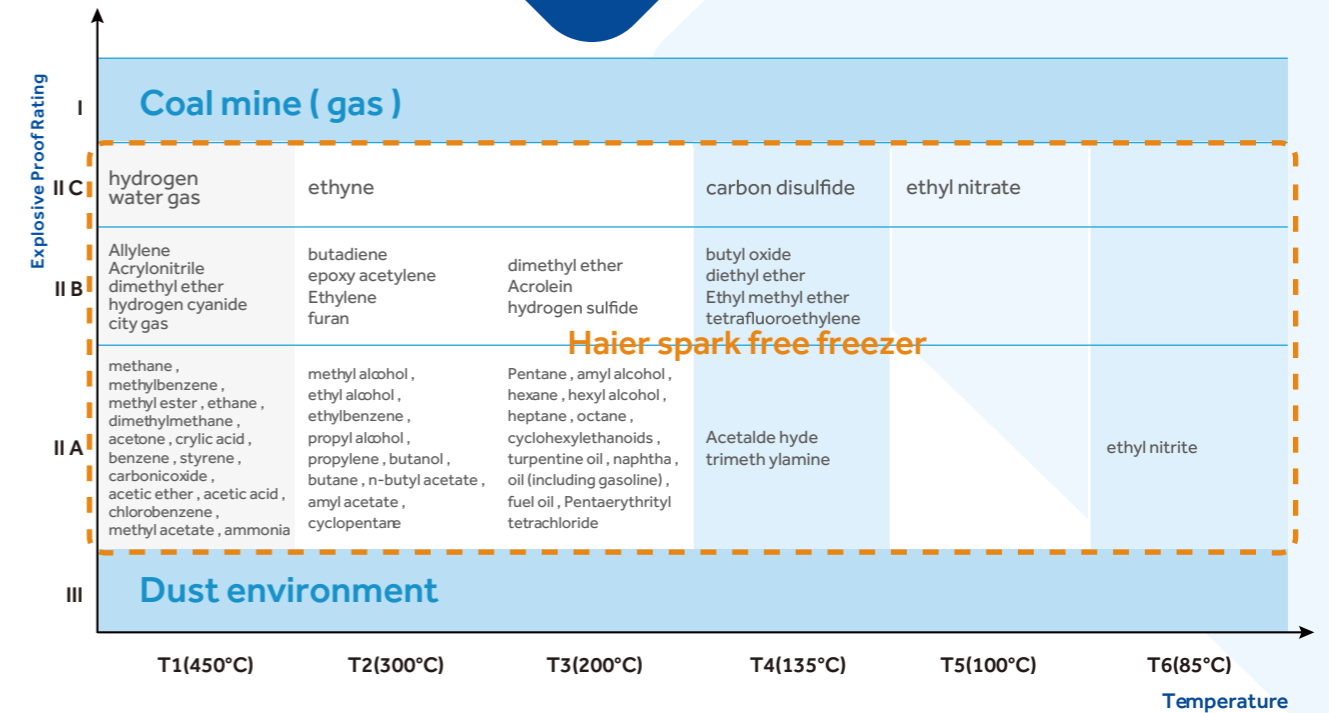 Explosive Proof Rating
I
Coal mine ( gas )
II C
hydrogen
water gas
ethyne
carbon disulfide
ethyl nitrate
II B
Allylene
Acrylonitrile
dimethyl ether
hydrogen cyanide
city gas
butadiene
epoxy acetylene
Ethylene
furan
dimethyl ether
Acrolein
hydrogen sulfide
butyl oxide
diethyl ether
Ethyl methyl ether
tetrafluoroethylene
Haier spark free freezer
II A
methane ,
methylbenzene ,
methyl ester , ethane ,
dimethylmethane ,
acetone , crylic acid ,
benzene , styrene ,
carbonicoxide ,
acetic ether , acetic acid ,
chlorobenzene ,
methyl acetate , ammonia
methyl alcohol ,
ethyl alcohol ,
ethylbenzene ,
propyl alcohol ,
propylene , butanol ,
butane , n-butyl acetate ,
amyl acetate ,
cyclopentane
Pentane , amyl alcohol ,
hexane , hexyl alcohol ,
heptane , octane ,
cyclohexylethanoids ,
turpentine oil , naphtha ,
oil (including gasoline) ,
fuel oil , Pentaerythrityl
tetrachloride
Acetalde hyde
trimeth ylamine
ethyl nitrite
III
Dust environment
T1(450°C)
T2(300°C)
T3(200°C)
T4(135°C)
T5(100°C)
T6(85°C)
Temperature